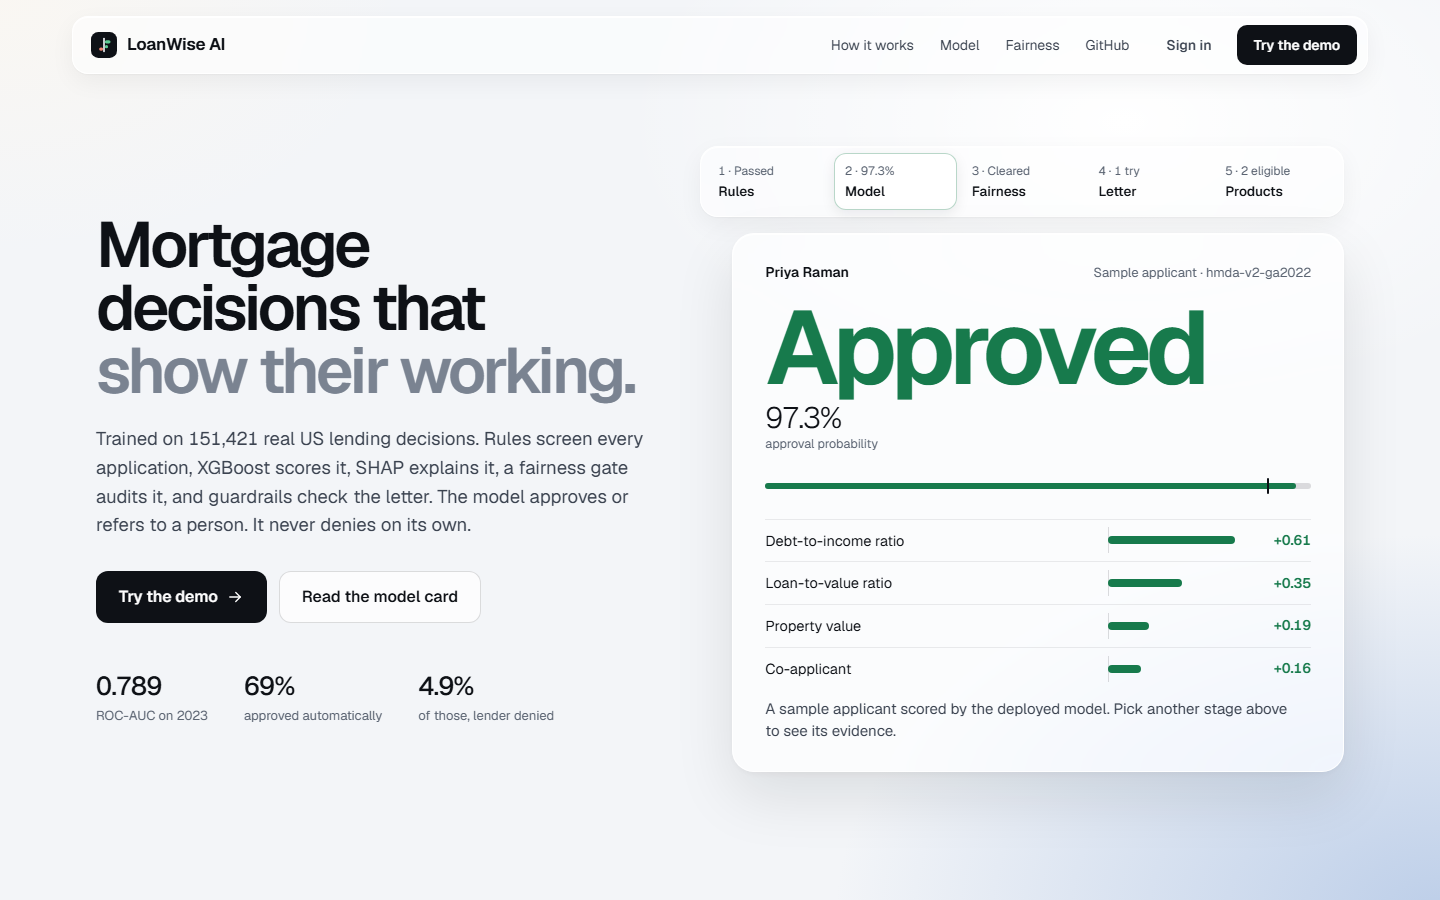 LoanWise AI
How it works
Model
Fairness
GitHub
Sign in
Try the demo
Mortgage
decisions that
show their working.
Trained on 151,421 real US lending decisions. Rules screen every
application, XGBoost scores it, SHAP explains it, a fairness gate
audits it, and guardrails check the letter. The model approves or
refers to a person. It never denies on its own.
Try the demo →
Read the model card
0.789
ROC-AUC on 2023
69%
approved automatically
4.9%
of those, lender denied
1 · Passed
Rules
2 · 97.3%
Model
3 · Cleared
Fairness
4 · 1 try
Letter
5 · 2 eligible
Products
Priya Raman
Sample applicant · hmda-v2-ga2022
Approved
97.3%
approval probability
Debt-to-income ratio +0.61
Loan-to-value ratio +0.35
Property value +0.19
Co-applicant +0.16
A sample applicant scored by the deployed model. Pick another stage above
to see its evidence.